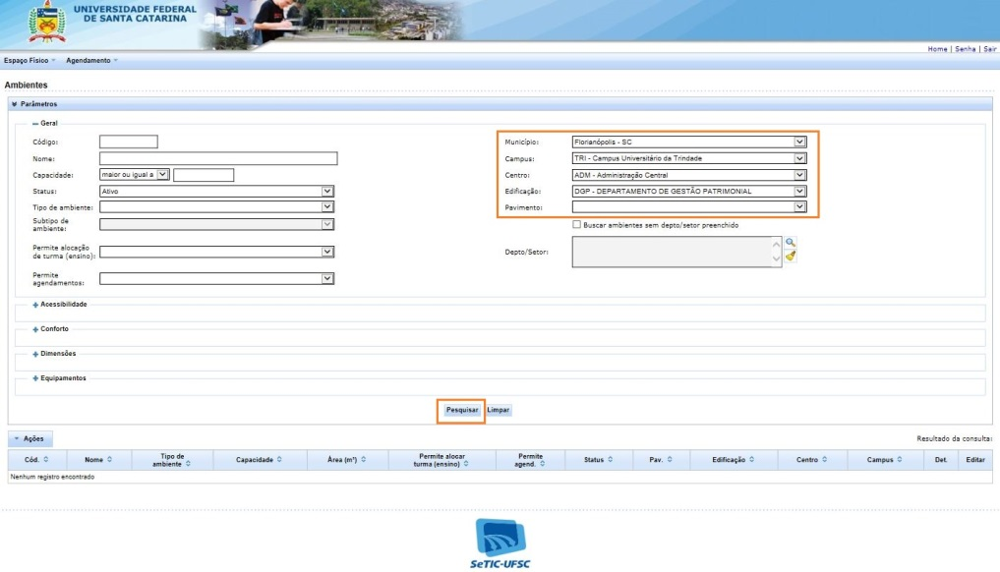 UNIVERSIDADE FEDERAL
DE SANTA CATARINA
Home | Senha | Sair
Espaço Físico Agendamento
Ambientes
Parâmetros
Geral
Código:
Nome:
Capacidade: maior ou igual a
Status: Ativo
Tipo de ambiente:
Subtipo de
ambiente:
Permite alocação
de turma (ensino):
Permite
agendamentos:
Município: Florianópolis - SC
Campus: TRI - Campus Universitário da Trindade
Centro: ADM - Administração Central
Edificação: DGP - DEPARTAMENTO DE GESTÃO PATRIMONIAL
Pavimento:
Buscar ambientes sem depto/setor preenchido
Depto/Setor:
Acessibilidade
Conforto
Dimensões
Equipamentos
Pesquisar Limpar
Ações
Resultado da consulta:
Cód. Nome Tipo de ambiente Capacidade Área (m²) Permite alocar turma (ensino) Permite agend. Status Pav. Edificação Centro Campus Det. Editar
Nenhum registro encontrado
SeTIC-UFSC